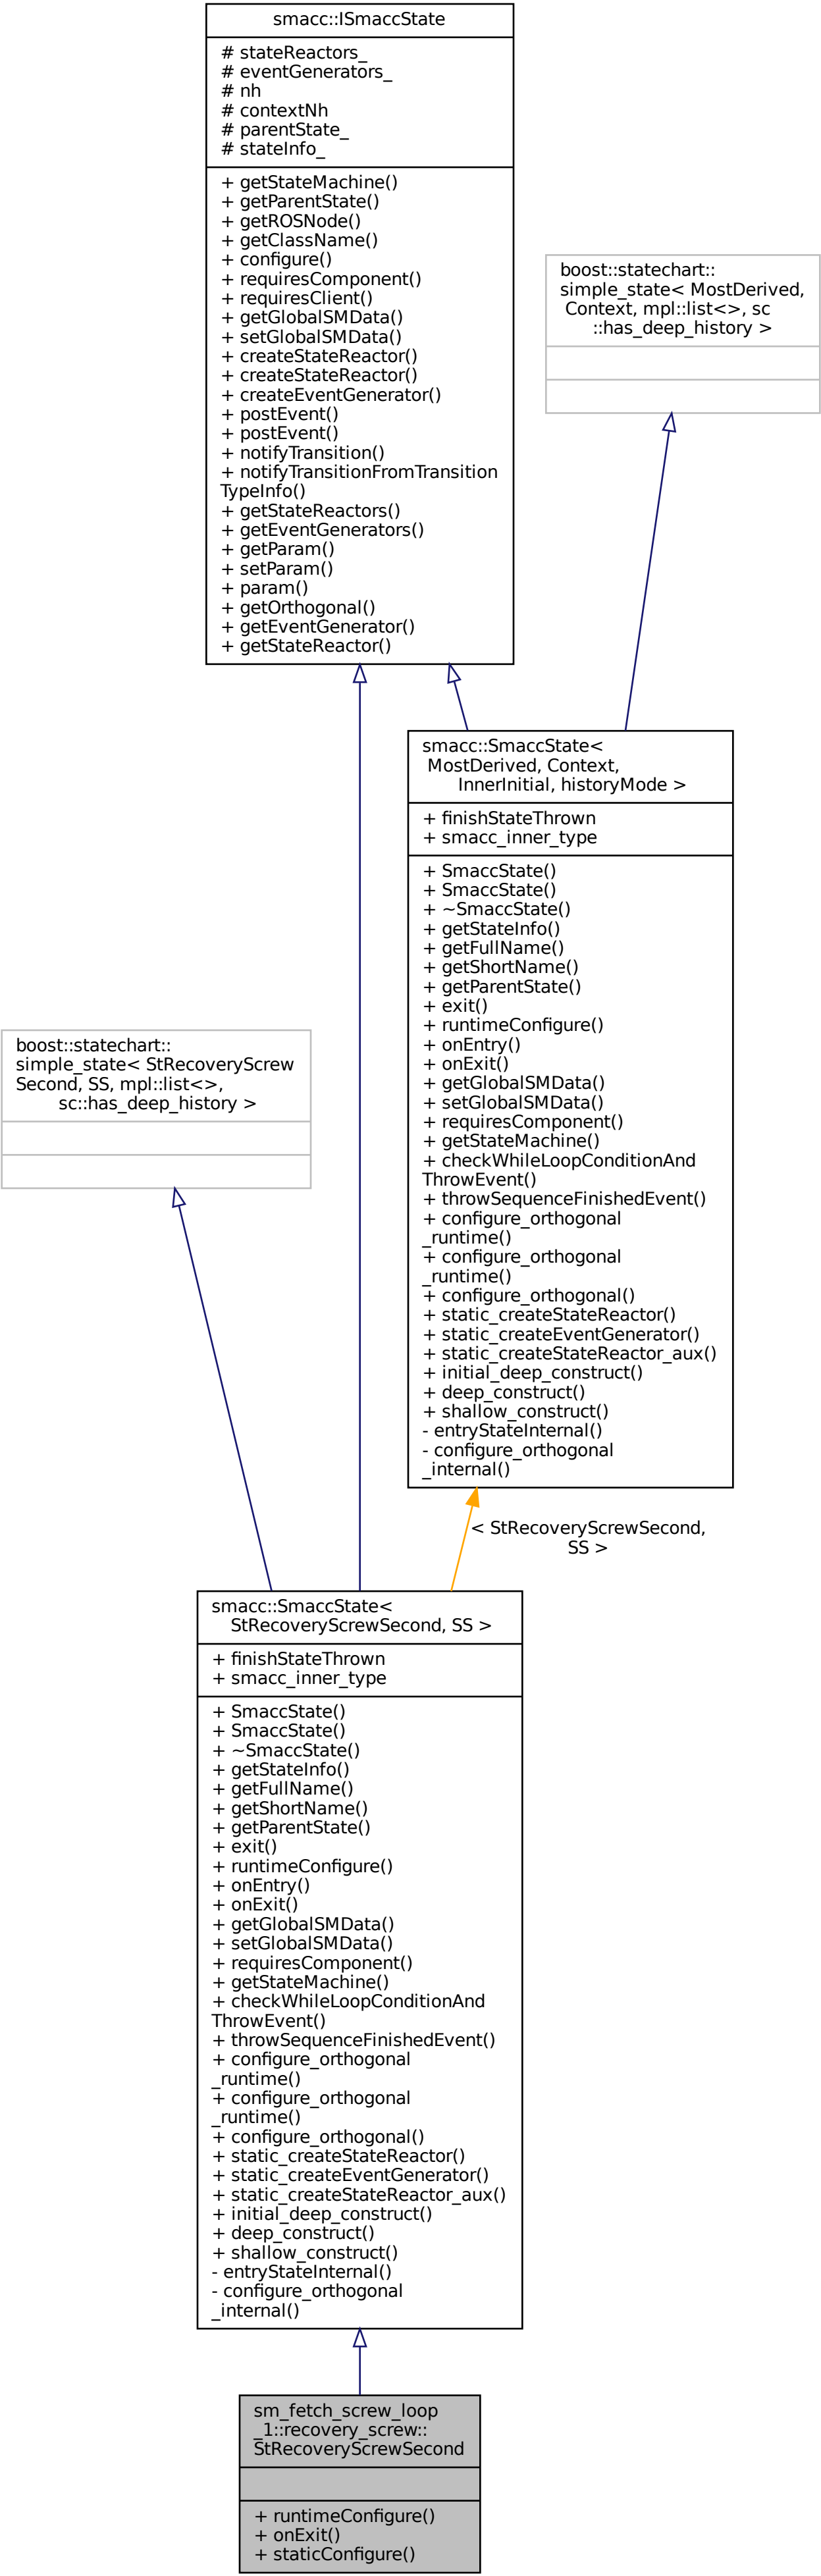 smacc::ISmaccState
# stateReactors_
# eventGenerators_
# nh
# contextNh
# parentState_
# stateInfo_
+ getStateMachine()
+ getParentState()
+ getROSNode()
+ getClassName()
+ configure()
+ requiresComponent()
+ requiresClient()
+ getGlobalSMData()
+ setGlobalSMData()
+ createStateReactor()
+ createStateReactor()
+ createEventGenerator()
+ postEvent()
+ postEvent()
+ notifyTransition()
+ notifyTransitionFromTransition
TypeInfo()
+ getStateReactors()
+ getEventGenerators()
+ getParam()
+ setParam()
+ param()
+ getOrthogonal()
+ getEventGenerator()
+ getStateReactor()
boost::statechart::
simple_state< MostDerived,
Context, mpl::list<>, sc
::has_deep_history >
smacc::SmaccState<
MostDerived, Context,
InnerInitial, historyMode >
+ finishStateThrown
+ smacc_inner_type
+ SmaccState()
+ SmaccState()
+ ~SmaccState()
+ getStateInfo()
+ getFullName()
+ getShortName()
+ getParentState()
+ exit()
+ runtimeConfigure()
+ onEntry()
+ onExit()
+ getGlobalSMData()
+ setGlobalSMData()
+ requiresComponent()
+ getStateMachine()
+ checkWhileLoopConditionAnd
ThrowEvent()
+ throwSequenceFinishedEvent()
+ configure_orthogonal
_runtime()
+ configure_orthogonal
_runtime()
+ configure_orthogonal()
+ static_createStateReactor()
+ static_createEventGenerator()
+ static_createStateReactor_aux()
+ initial_deep_construct()
+ deep_construct()
+ shallow_construct()
- entryStateInternal()
- configure_orthogonal
_internal()
boost::statechart::
simple_state< StRecoveryScrew
Second, SS, mpl::list<>,
sc::has_deep_history >
< StRecoveryScrewSecond,
SS >
smacc::SmaccState<
StRecoveryScrewSecond, SS >
+ finishStateThrown
+ smacc_inner_type
+ SmaccState()
+ SmaccState()
+ ~SmaccState()
+ getStateInfo()
+ getFullName()
+ getShortName()
+ getParentState()
+ exit()
+ runtimeConfigure()
+ onEntry()
+ onExit()
+ getGlobalSMData()
+ setGlobalSMData()
+ requiresComponent()
+ getStateMachine()
+ checkWhileLoopConditionAnd
ThrowEvent()
+ throwSequenceFinishedEvent()
+ configure_orthogonal
_runtime()
+ configure_orthogonal
_runtime()
+ configure_orthogonal()
+ static_createStateReactor()
+ static_createEventGenerator()
+ static_createStateReactor_aux()
+ initial_deep_construct()
+ deep_construct()
+ shallow_construct()
- entryStateInternal()
- configure_orthogonal
_internal()
sm_fetch_screw_loop
_1::recovery_screw::
StRecoveryScrewSecond
+ runtimeConfigure()
+ onExit()
+ staticConfigure()